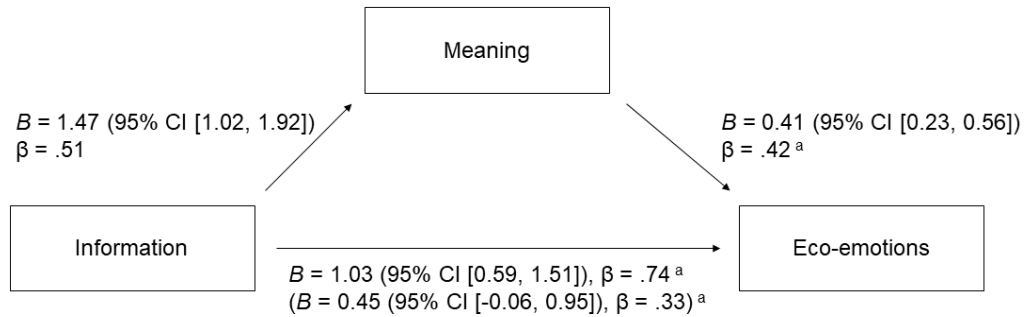 Meaning
B = 1.47 (95% CI [1.02, 1.92])
β = .51
B = 0.41 (95% CI [0.23, 0.56])
β = .42 ᵃ
Information
Eco-emotions
B = 1.03 (95% CI [0.59, 1.51]), β = .74 ᵃ
(B = 0.45 (95% CI [-0.06, 0.95]), β = .33) ᵃ